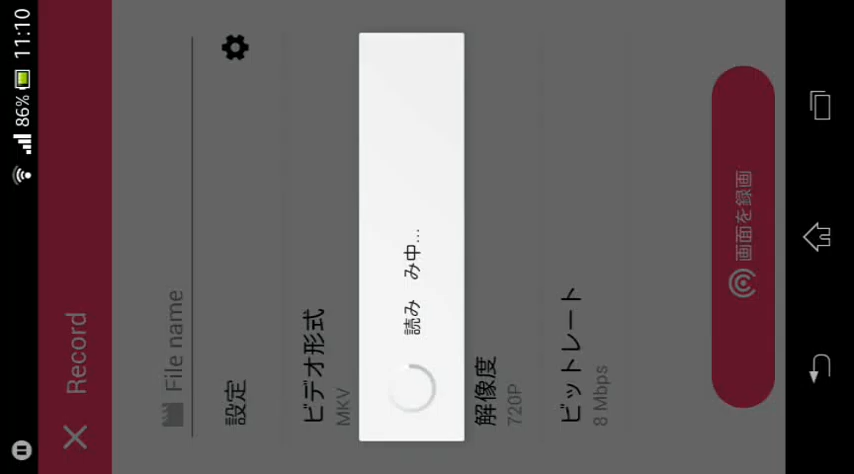 86% 11:10
Record
File name
設定
ビデオ形式
MKV
読み み中...
解像度
720P
ビットレート
8 Mbps
画面を録画